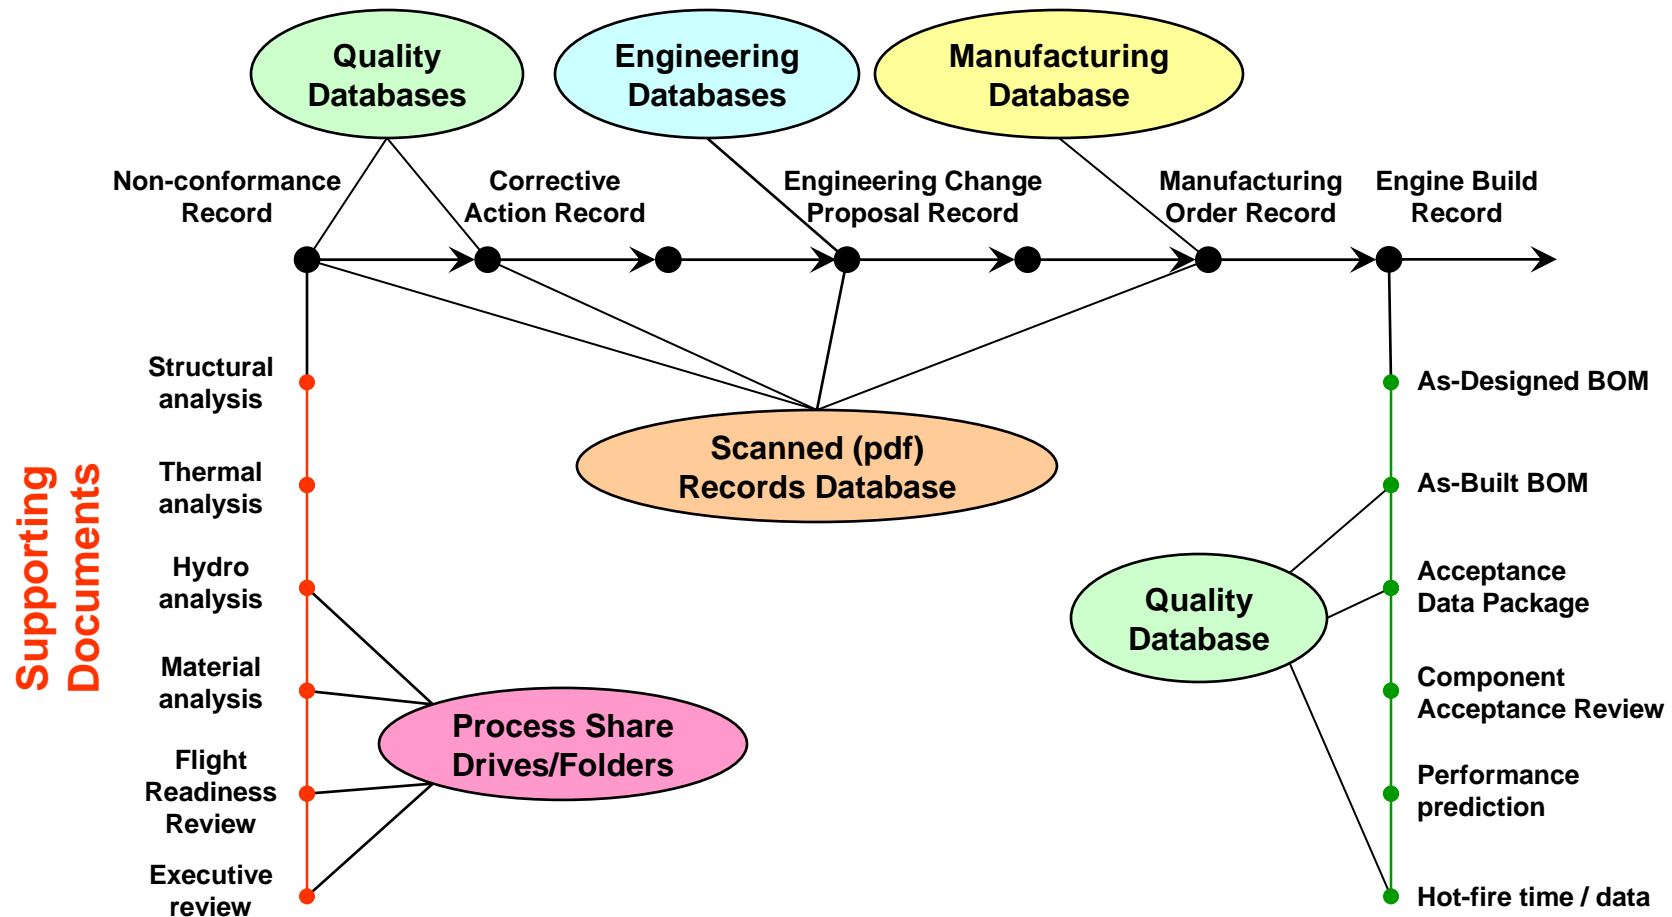 Quality
Databases
Engineering
Databases
Manufacturing
Database
Non-conformance
Record
Corrective
Action Record
Engineering Change
Proposal Record
Manufacturing
Order Record
Engine Build
Record
Supporting
Documents
Structural
analysis
Thermal
analysis
Hydro
analysis
Material
analysis
Flight
Readiness
Review
Executive
review
Scanned (pdf)
Records Database
Process Share
Drives/Folders
Quality
Database
As-Designed BOM
As-Built BOM
Acceptance
Data Package
Component
Acceptance Review
Performance
prediction
Hot-fire time / data